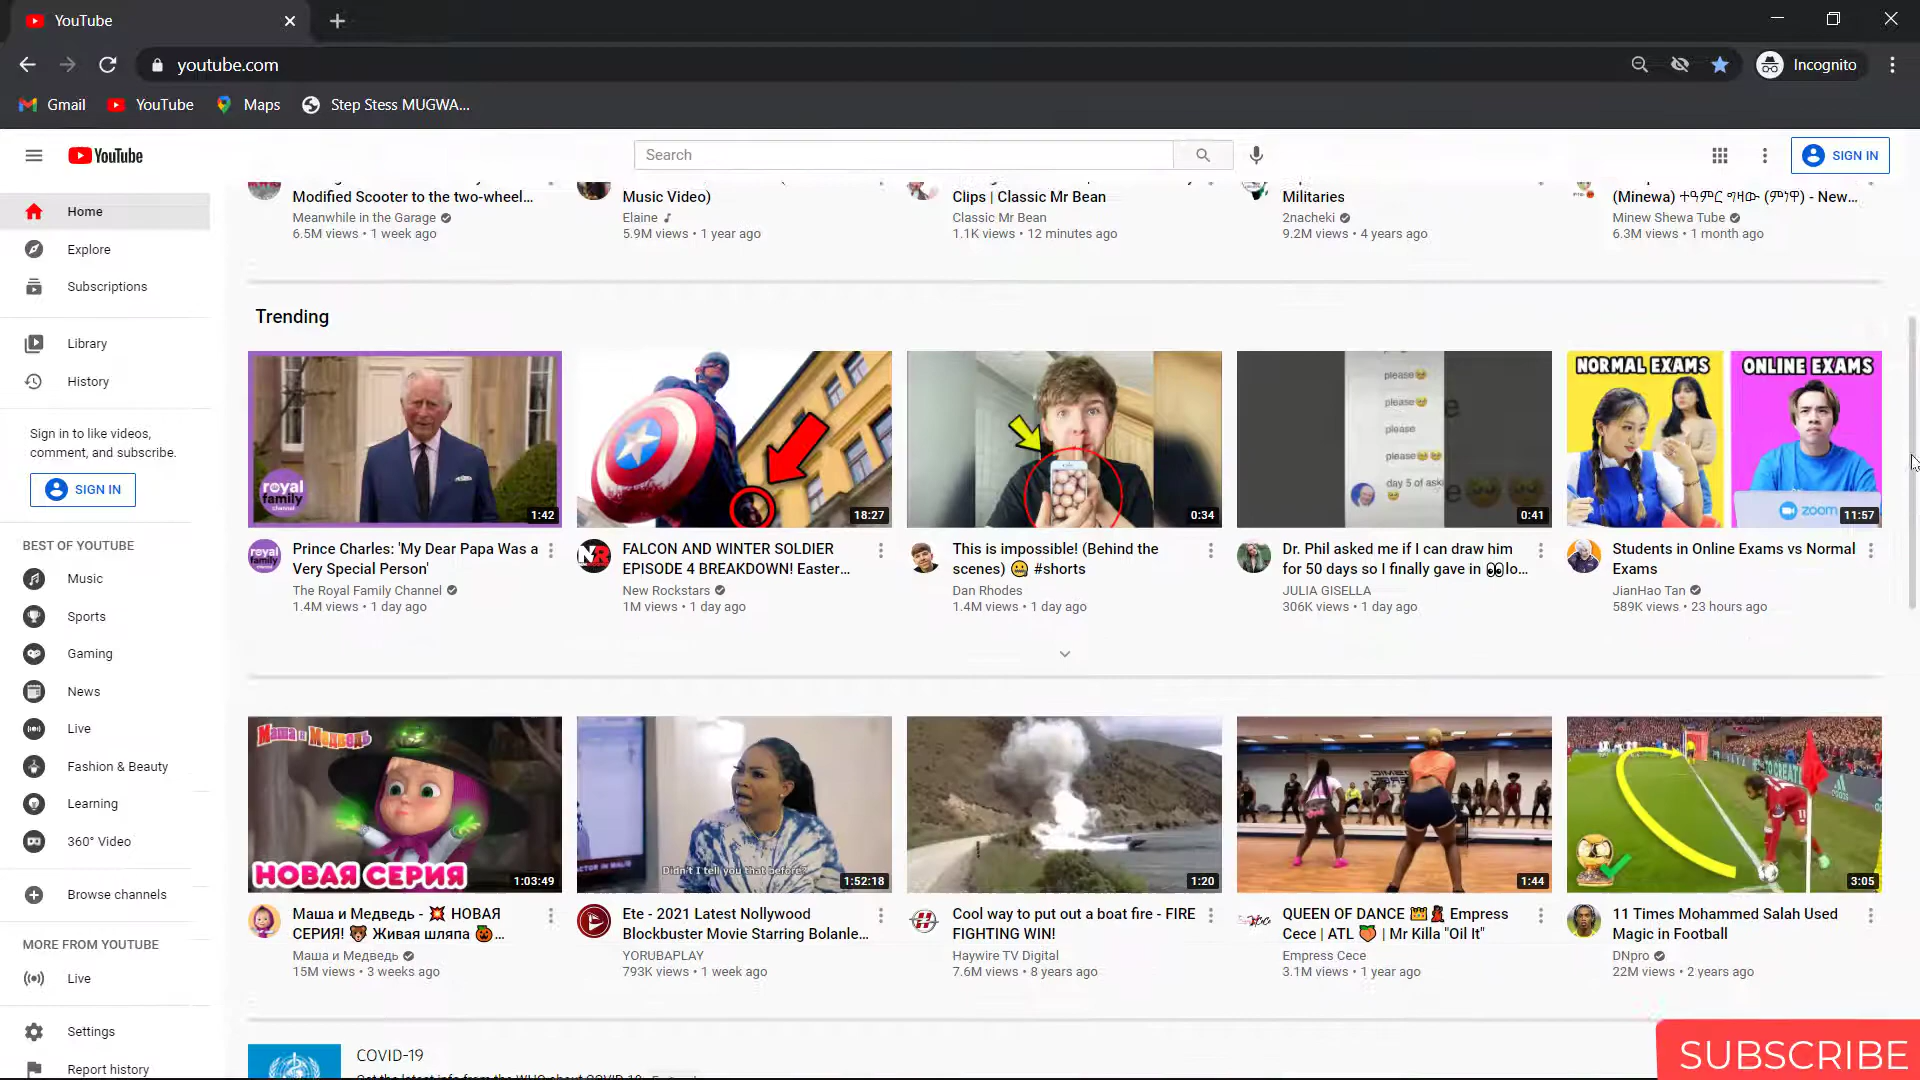 YouTube
youtube.com
Incognito
Gmail
YouTube
Maps
Step Stess MUGWA...
YouTube
Search
SIGN IN
Home
Explore
Subscriptions
Library
History
Sign in to like videos,
comment, and subscribe.
SIGN IN
BEST OF YOUTUBE
Music
Sports
Gaming
News
Live
Fashion & Beauty
Learning
360° Video
Browse channels
MORE FROM YOUTUBE
Live
Settings
Report history
Modified Scooter to the two-wheel...
Meanwhile in the Garage
6.5M views • 1 week ago
Music Video)
Elaine
5.9M views • 1 year ago
Clips | Classic Mr Bean
Classic Mr Bean
1.1K views • 12 minutes ago
Militaries
2nacheki
9.2M views • 4 years ago
(Minewa) ተዓምር ግዛው (ምነዋ) - New...
Minew Shewa Tube
6.3M views • 1 month ago
Trending
royal
family
channel
1:42
Prince Charles: 'My Dear Papa Was a
Very Special Person'
The Royal Family Channel
1.4M views • 1 day ago
18:27
FALCON AND WINTER SOLDIER
EPISODE 4 BREAKDOWN! Easter...
New Rockstars
1M views • 1 day ago
0:34
This is impossible! (Behind the
scenes) 🤐 #shorts
Dan Rhodes
1.4M views • 1 day ago
please🥺
please🥺
please
please🥺🥺
day 5 of aski
0:41
Dr. Phil asked me if I can draw him
for 50 days so I finally gave in 👀lo...
JULIA GISELLA
306K views • 1 day ago
NORMAL EXAMS
ONLINE EXAMS
zoom
11:57
Students in Online Exams vs Normal
Exams
JianHao Tan
589K views • 23 hours ago
Маша и Медведь
НОВАЯ СЕРИЯ
1:03:49
Маша и Медведь - 💥 НОВАЯ
СЕРИЯ! 🐻 Живая шляпа 🎃...
Маша и Медведь
15M views • 3 weeks ago
Didn't I tell you that before?
1:52:18
Ete - 2021 Latest Nollywood
Blockbuster Movie Starring Bolanle...
YORUBAPLAY
793K views • 1 week ago
1:20
Cool way to put out a boat fire - FIRE
FIGHTING WIN!
Haywire TV Digital
7.6M views • 8 years ago
1:44
QUEEN OF DANCE 👑💃 Empress
Cece | ATL 🍑 | Mr Killa "Oil It"
Empress Cece
3.1M views • 1 year ago
3:05
11 Times Mohammed Salah Used
Magic in Football
DNpro
22M views • 2 years ago
COVID-19
SUBSCRIBE